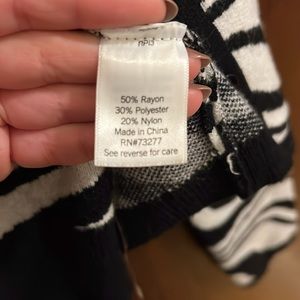 50% Rayon
30% Polyester
20% Nylon
Made in China
RN#73277
See reverse for care